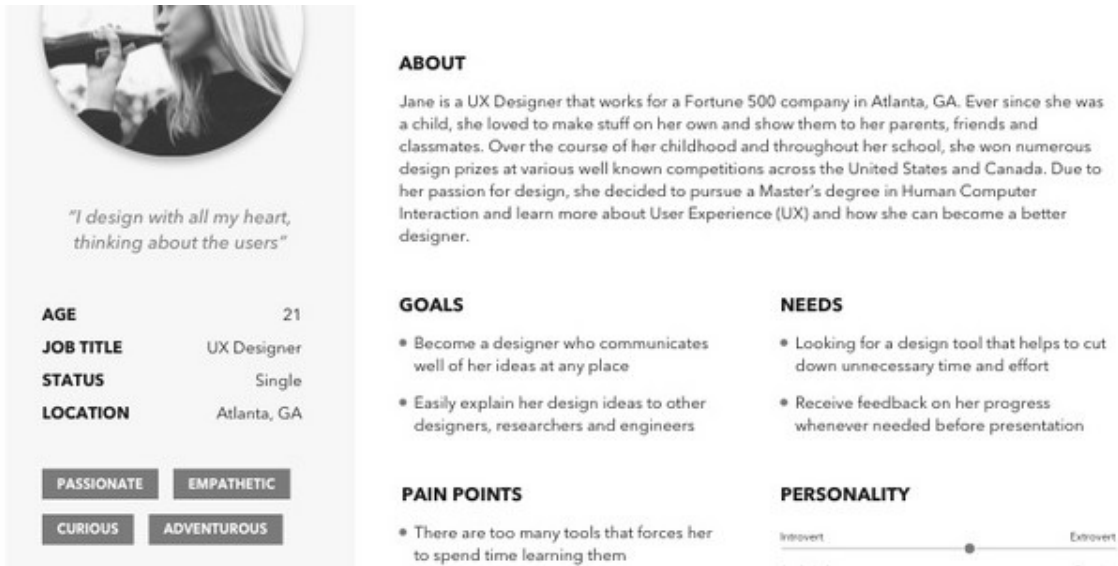 "I design with all my heart,
thinking about the users"
AGE 21
JOB TITLE UX Designer
STATUS Single
LOCATION Atlanta, GA
PASSIONATE EMPATHETIC
CURIOUS ADVENTUROUS
ABOUT
Jane is a UX Designer that works for a Fortune 500 company in Atlanta, GA. Ever since she was
a child, she loved to make stuff on her own and show them to her parents, friends and
classmates. Over the course of her childhood and throughout her school, she won numerous
design prizes at various well known competitions across the United States and Canada. Due to
her passion for design, she decided to pursue a Master's degree in Human Computer
Interaction and learn more about User Experience (UX) and how she can become a better
designer.
GOALS
Become a designer who communicates
well of her ideas at any place
Easily explain her design ideas to other
designers, researchers and engineers
NEEDS
Looking for a design tool that helps to cut
down unnecessary time and effort
Receive feedback on her progress
whenever needed before presentation
PAIN POINTS
There are too many tools that forces her
to spend time learning them
PERSONALITY
Introvert Extrovert